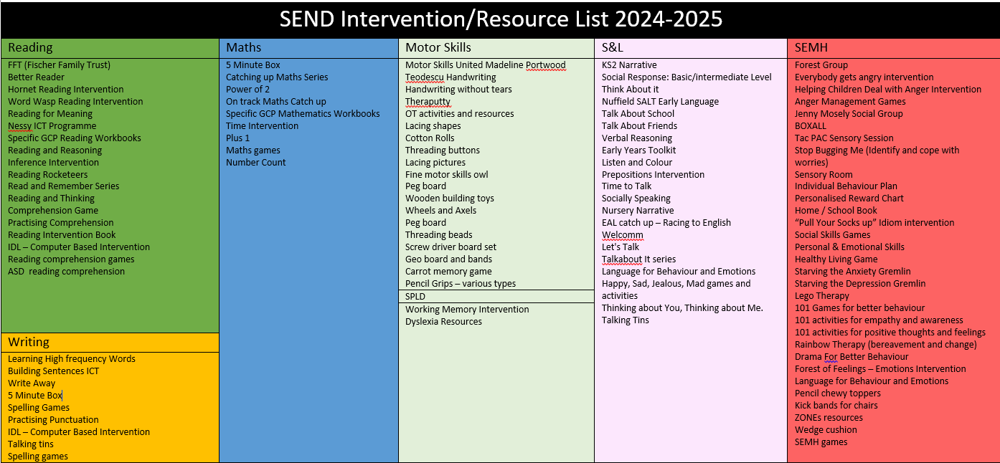 SEND Intervention/Resource List 2024-2025
Reading
FFT (Fischer Family Trust)
Better Reader
Hornet Reading Intervention
Word Wasp Reading Intervention
Reading for Meaning
Nessy ICT Programme
Specific GCP Reading Workbooks
Reading and Reasoning
Inference Intervention
Reading Rocketeers
Read and Remember Series
Reading and Thinking
Comprehension Game
Practising Comprehension
Reading Intervention Book
IDL – Computer Based Intervention
Reading comprehension games
ASD  reading comprehension
Writing
Learning High frequency Words
Building Sentences ICT
Write Away
5 Minute Box
Spelling Games
Practising Punctuation
IDL – Computer Based Intervention
Talking tins
Spelling games
Maths
5 Minute Box
Catching up Maths Series
Power of 2
On track Maths Catch up
Specific GCP Mathematics Workbooks
Time Intervention
Plus 1
Maths games
Number Count
Motor Skills
Motor Skills United Madeline Portwood
Teodescu Handwriting
Handwriting without tears
Theraputty
OT activities and resources
Lacing shapes
Cotton Rolls
Threading buttons
Lacing pictures
Fine motor skills owl
Peg board
Wooden building toys
Wheels and Axels
Peg board
Threading beads
Screw driver board set
Geo board and bands
Carrot memory game
Pencil Grips – various types
SPLD
Working Memory Intervention
Dyslexia Resources
S&L
KS2 Narrative
Social Response: Basic/intermediate Level
Think About it
Nuffield SALT Early Language
Talk About School
Talk About Friends
Verbal Reasoning
Early Years Toolkit
Listen and Colour
Prepositions Intervention
Time to Talk
Socially Speaking
Nursery Narrative
EAL catch up – Racing to English
Welcomm
Let's Talk
Talkabout It series
Language for Behaviour and Emotions
Happy, Sad, Jealous, Mad games and
activities
Thinking about You, Thinking about Me.
Talking Tins
SEMH
Forest Group
Everybody gets angry intervention
Helping Children Deal with Anger Intervention
Anger Management Games
Jenny Mosely Social Group
BOXALL
Tac PAC Sensory Session
Stop Bugging Me (Identify and cope with
worries)
Sensory Room
Individual Behaviour Plan
Personalised Reward Chart
Home / School Book
“Pull Your Socks up” Idiom intervention
Social Skills Games
Personal & Emotional Skills
Healthy Living Game
Starving the Anxiety Gremlin
Starving the Depression Gremlin
Lego Therapy
101 Games for better behaviour
101 activities for empathy and awareness
101 activities for positive thoughts and feelings
Rainbow Therapy (bereavement and change)
Drama For Better Behaviour
Forest of Feelings – Emotions Intervention
Language for Behaviour and Emotions
Pencil chewy toppers
Kick bands for chairs
ZONEs resources
Wedge cushion
SEMH games